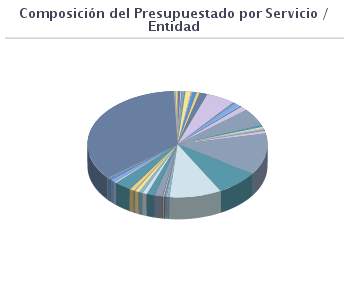 Composición del Presupuestado por Servicio /
Entidad